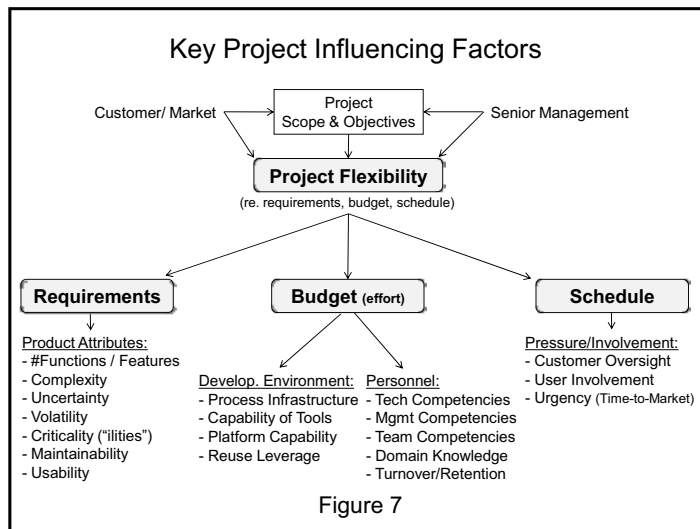 Key Project Influencing Factors
Customer/ Market
Project
Scope & Objectives
Senior Management
Project Flexibility
(re. requirements, budget, schedule)
Requirements
Budget (effort)
Schedule
Product Attributes:
- #Functions / Features
- Complexity
- Uncertainty
- Volatility
- Criticality (“ilities”)
- Maintainability
- Usability
Develop. Environment:
- Process Infrastructure
- Capability of Tools
- Platform Capability
- Reuse Leverage
Personnel:
- Tech Competencies
- Mgmt Competencies
- Team Competencies
- Domain Knowledge
- Turnover/Retention
Pressure/Involvement:
- Customer Oversight
- User Involvement
- Urgency (Time-to-Market)
Figure 7